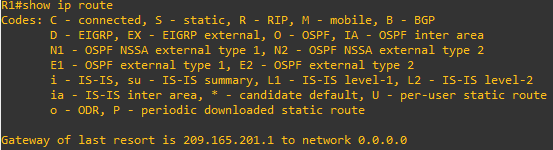 R1#show ip route
Codes: C - connected, S - static, R - RIP, M - mobile, B - BGP
D - EIGRP, EX - EIGRP external, O - OSPF, IA - OSPF inter area
N1 - OSPF NSSA external type 1, N2 - OSPF NSSA external type 2
E1 - OSPF external type 1, E2 - OSPF external type 2
i - IS-IS, su - IS-IS summary, L1 - IS-IS level-1, L2 - IS-IS level-2
ia - IS-IS inter area, * - candidate default, U - per-user static route
o - ODR, P - periodic downloaded static route
Gateway of last resort is 209.165.201.1 to network 0.0.0.0